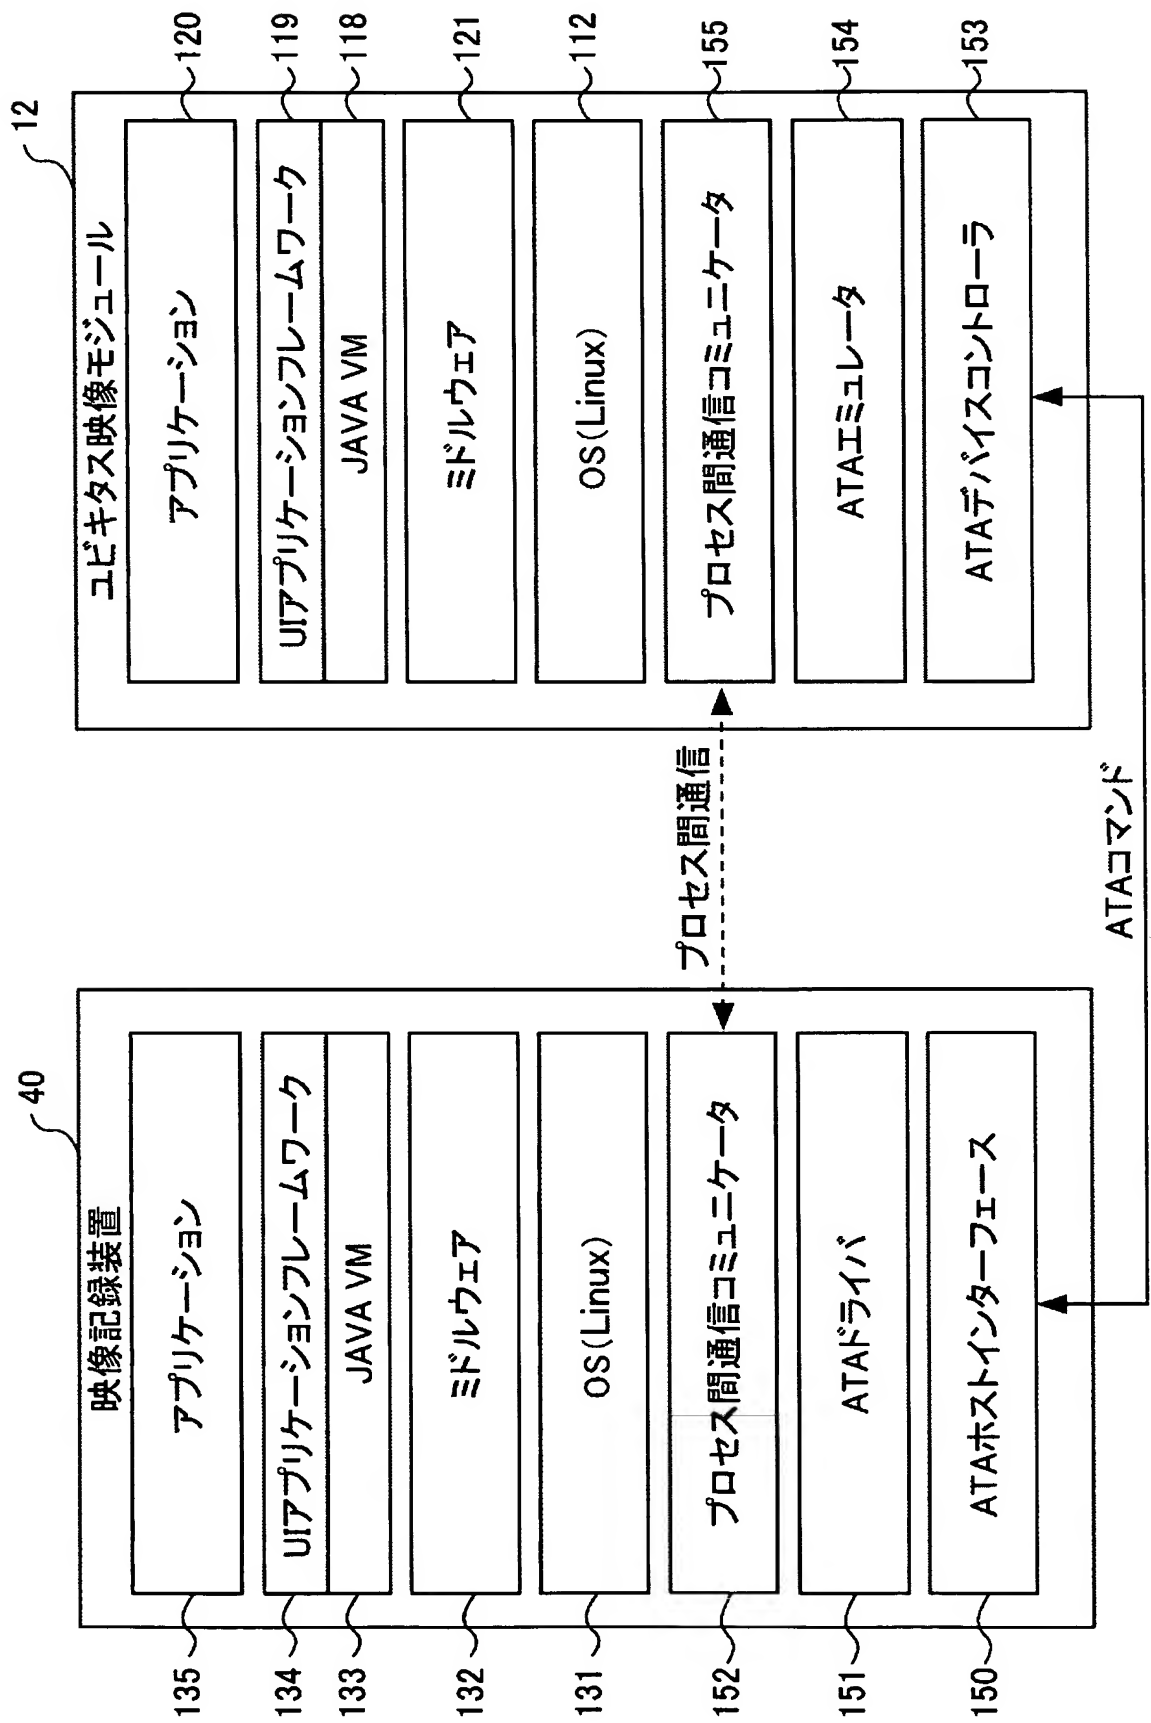 40
映像記録装置
135
アプリケーション
134
UIアプリケーションフレームワーク
133
JAVA VM
132
ミドルウェア
131
OS(Linux)
152
プロセス間通信コミュニケータ
151
ATAドライバ
150
ATAホストインターフェース
プロセス間通信
ATAコマンド
12
ユビキタス映像モジュール
アプリケーション
120
UIアプリケーションフレームワーク
119
JAVA VM
118
ミドルウェア
121
OS(Linux)
112
プロセス間通信コミュニケータ
155
ATAエミュレータ
154
ATAデバイスコントローラ
153